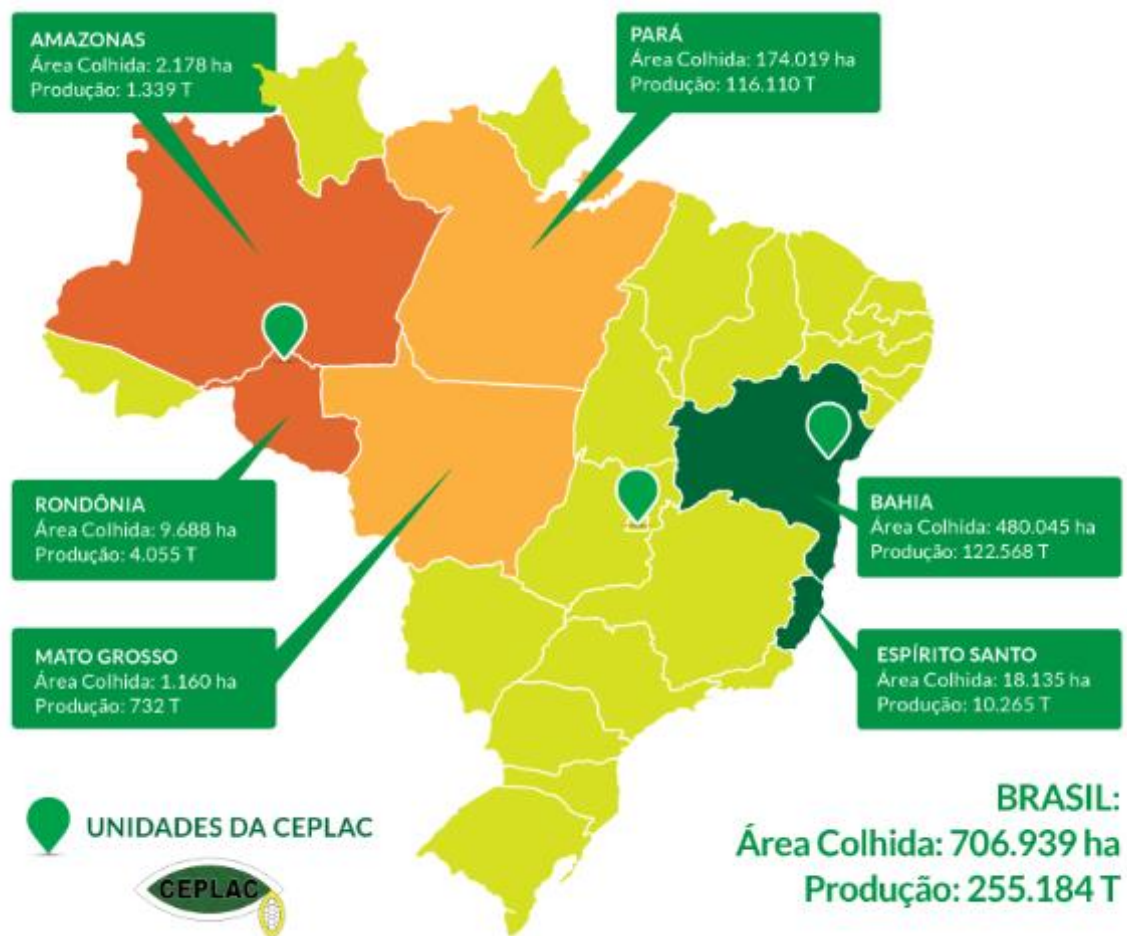 AMAZONAS
Área Colhida: 2.178 ha
Produção: 1.339 T
PARÁ
Área Colhida: 174.019 ha
Produção: 116.110 T
RONDÔNIA
Área Colhida: 9.688 ha
Produção: 4.055 T
BAHIA
Área Colhida: 480.045 ha
Produção: 122.568 T
MATO GROSSO
Área Colhida: 1.160 ha
Produção: 732 T
ESPÍRITO SANTO
Área Colhida: 18.135 ha
Produção: 10.265 T
UNIDADES DA CEPLAC
CEPLAC
BRASIL:
Área Colhida: 706.939 ha
Produção: 255.184 T